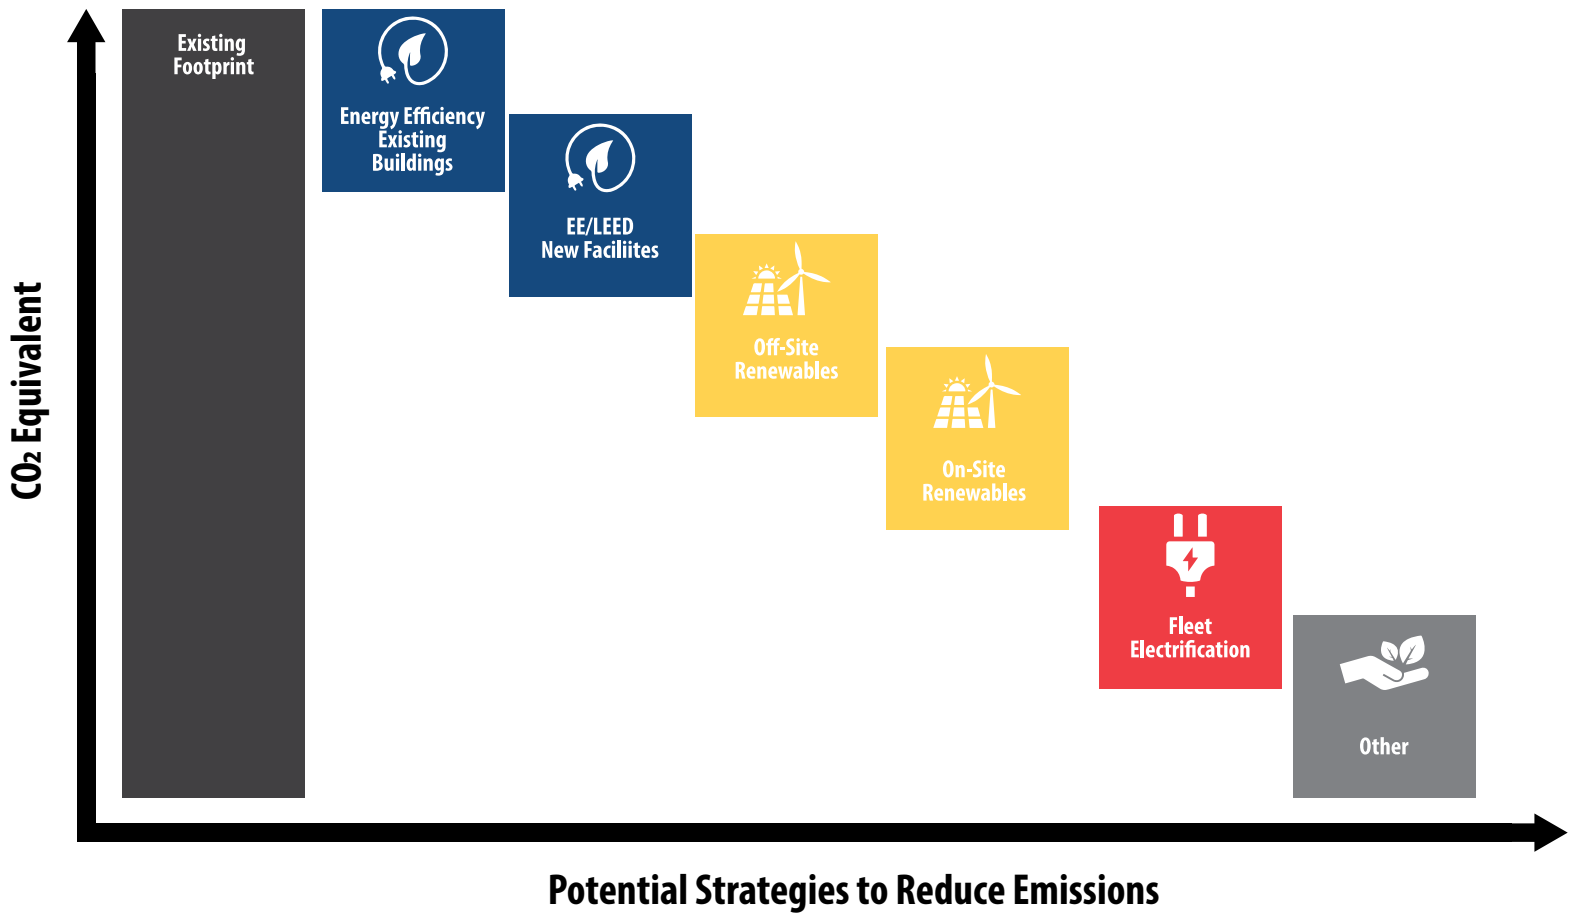 Existing
Footprint
Energy Efficiency
Existing
Buildings
EE/LEED
New Faciliites
Off-Site
Renewables
On-Site
Renewables
Fleet
Electrification
Other
CO2 Equivalent
Potential Strategies to Reduce Emissions